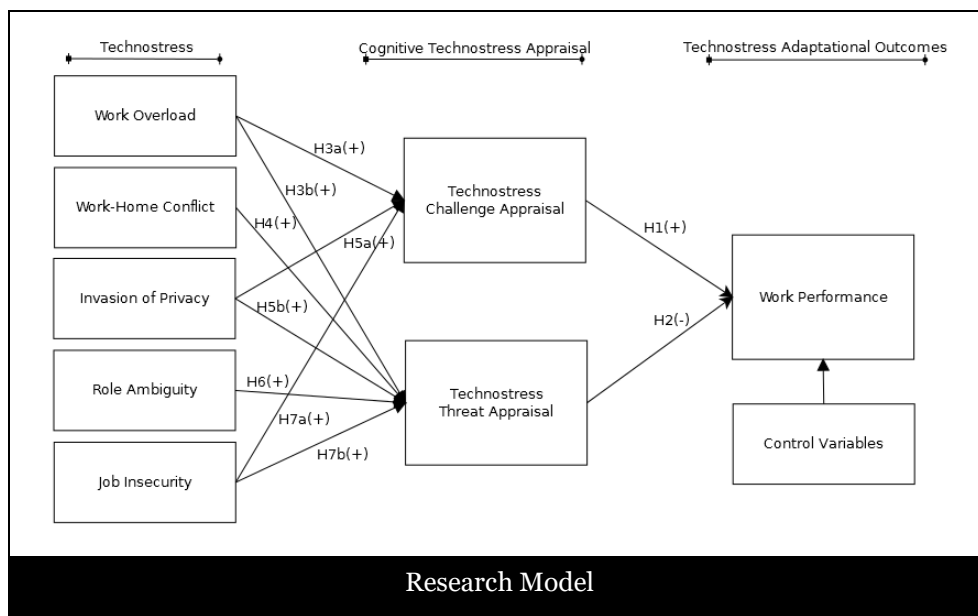 Technostress
Cognitive Technostress Appraisal
Technostress Adaptational Outcomes
Work Overload
Work-Home Conflict
Invasion of Privacy
Role Ambiguity
Job Insecurity
H3a(+)
H3b(+)
H4(+)
H5a(+)
H5b(+)
H6(+)
H7a(+)
H7b(+)
Technostress
Challenge Appraisal
Technostress
Threat Appraisal
H1(+)
H2(-)
Work Performance
Control Variables
Research Model